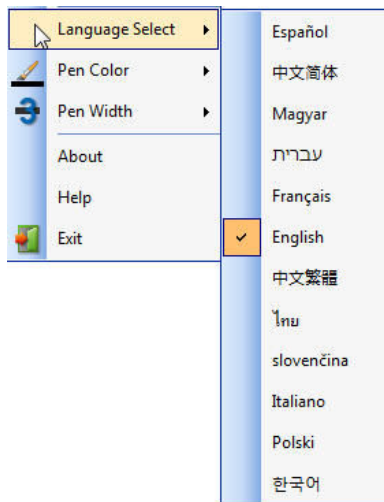 Language Select
Pen Color
Pen Width
About
Help
Exit
Español
中文简体
Magyar
עברית
Français
English
中文繁體
ไทย
slovenčina
Italiano
Polski
한국어